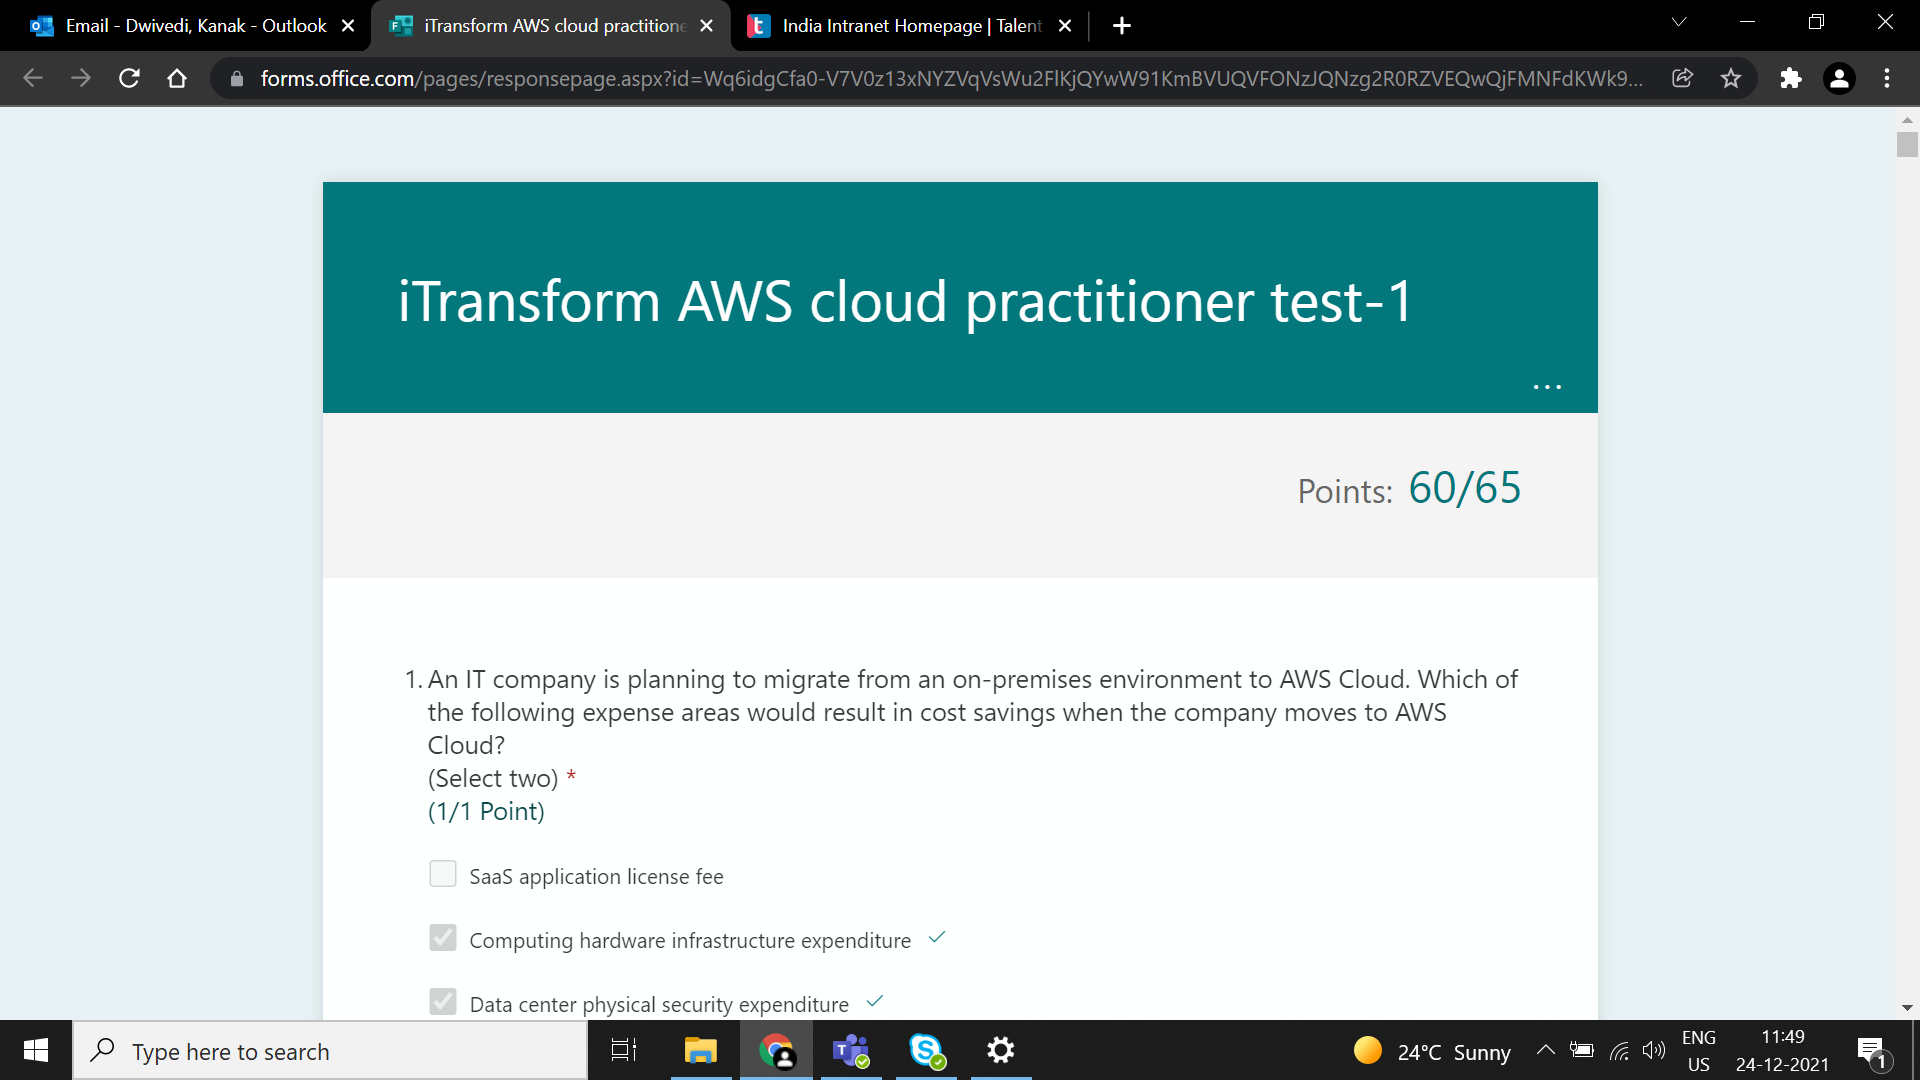 Email - Dwivedi, Kanak - Outlook
iTransform AWS cloud practitione
India Intranet Homepage | Talent
forms.office.com/pages/responsepage.aspx?id=Wq6idgCfa0-V7V0z13xNYZVqVsWu2FlKjQYwW91KmBVUQVFONzJQNzg2R0RZVEQwQjFMNFdKWk9...
iTransform AWS cloud practitioner test-1
...
Points: 60/65
1. An IT company is planning to migrate from an on-premises environment to AWS Cloud. Which of
the following expense areas would result in cost savings when the company moves to AWS
Cloud?
(Select two) *
(1/1 Point)
SaaS application license fee
Computing hardware infrastructure expenditure
Data center physical security expenditure
Type here to search
24°C Sunny
ENG
US
11:49
24-12-2021
1